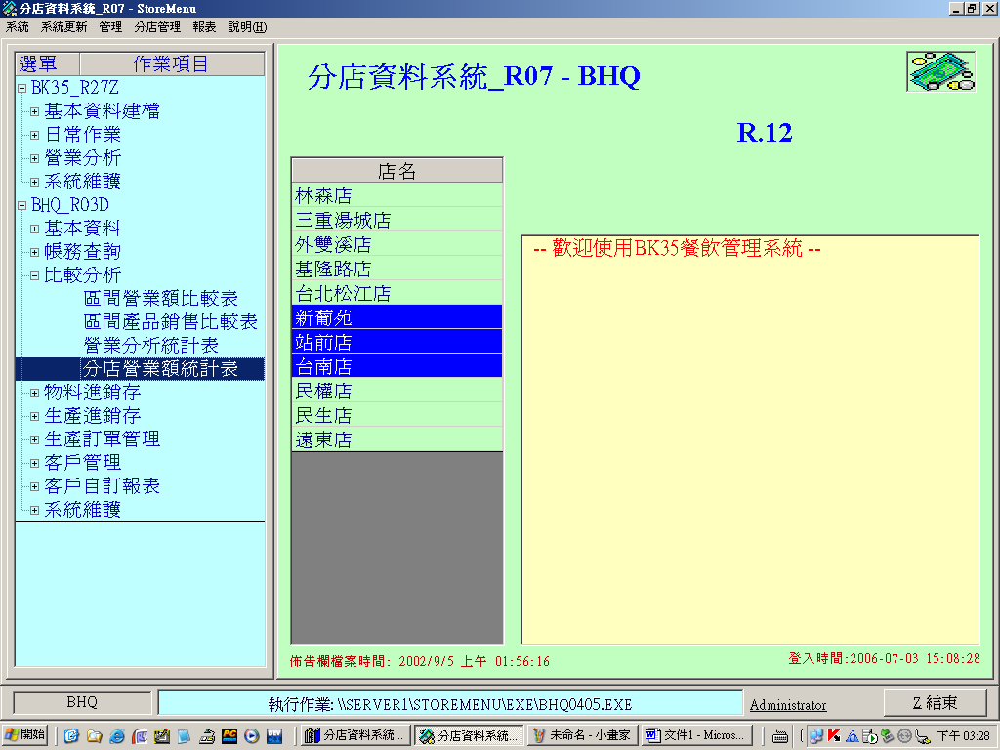 分店資料系統_R07 - StoreMenu
系統 系統更新 管理 分店管理 報表 說明(H)
選單 作業項目
BK35_R27Z
基本資料建檔
日常作業
營業分析
系統維護
BHQ_R03D
基本資料
帳務查詢
比較分析
區間營業額比較表
區間產品銷售比較表
營業分析統計表
分店營業額統計表
物料進銷存
生產進銷存
生產訂單管理
客戶管理
客戶自訂報表
系統維護
分店資料系統_R07 - BHQ
R.12
店名
林森店
三重湯城店
外雙溪店
基隆路店
台北松江店
新葡苑
站前店
台南店
民權店
民生店
遠東店
-- 歡迎使用BK35餐飲管理系統 --
佈告欄檔案時間: 2002/9/5 上午 01:56:16
登入時間:2006-07-03 15:08:28
BHQ
執行作業: \\SERVER1\STOREMENU\EXE\BHQ0405.EXE
Administrator
Z 結束
開始
分店資料系統...
分店資料系統...
未命名 - 小畫家
文件1 - Micros...
下午 03:28